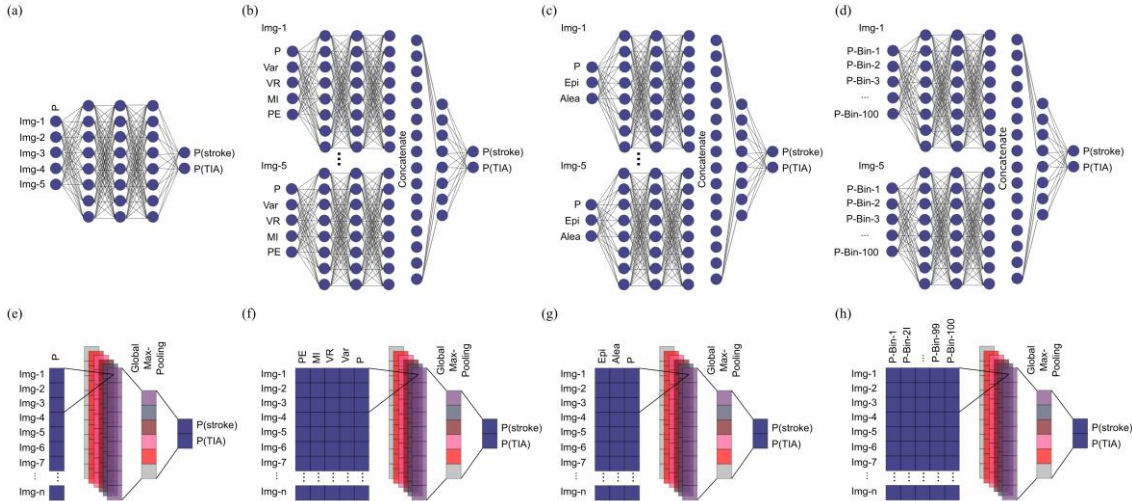 (a)
P
Img-1
Img-2
Img-3
Img-4
Img-5
P(stroke)
P(TIA)
(b)
Img-1
P
Var
VR
MI
PE
...
Img-5
P
Var
VR
MI
PE
Concatenate
P(stroke)
P(TIA)
(c)
Img-1
P
Epi
Alea
...
Img-5
P
Epi
Alea
Concatenate
P(stroke)
P(TIA)
(d)
Img-1
P-Bin-1
P-Bin-2
P-Bin-3
...
P-Bin-100
Img-5
P-Bin-1
P-Bin-2
P-Bin-3
...
P-Bin-100
Concatenate
P(stroke)
P(TIA)
(e)
P
Img-1
Img-2
Img-3
Img-4
Img-5
Img-6
Img-7
...
Img-n
Global
Max-
Pooling
P(stroke)
P(TIA)
(f)
PE
MI
VR
Var
P
Img-1
Img-2
Img-3
Img-4
Img-5
Img-6
Img-7
...
Img-n
Global
Max-
Pooling
P(stroke)
P(TIA)
(g)
Epi
Alea
P
Img-1
Img-2
Img-3
Img-4
Img-5
Img-6
Img-7
...
Img-n
Global
Max-
Pooling
P(stroke)
P(TIA)
(h)
P-Bin-1
P-Bin-2l
...
P-Bin-99
P-Bin-100
Img-1
Img-2
Img-3
Img-4
Img-5
Img-6
Img-7
...
Img-n
Global
Max-
Pooling
P(stroke)
P(TIA)